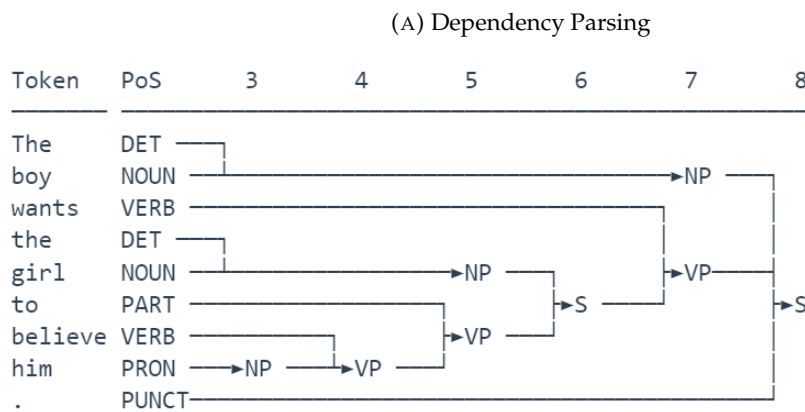 (A) Dependency Parsing
Token PoS 3 4 5 6 7 8
The DET
boy NOUN NP
wants VERB
the DET
girl NOUN NP VP
to PART S S
believe VERB VP
him PRON NP VP
. PUNCT